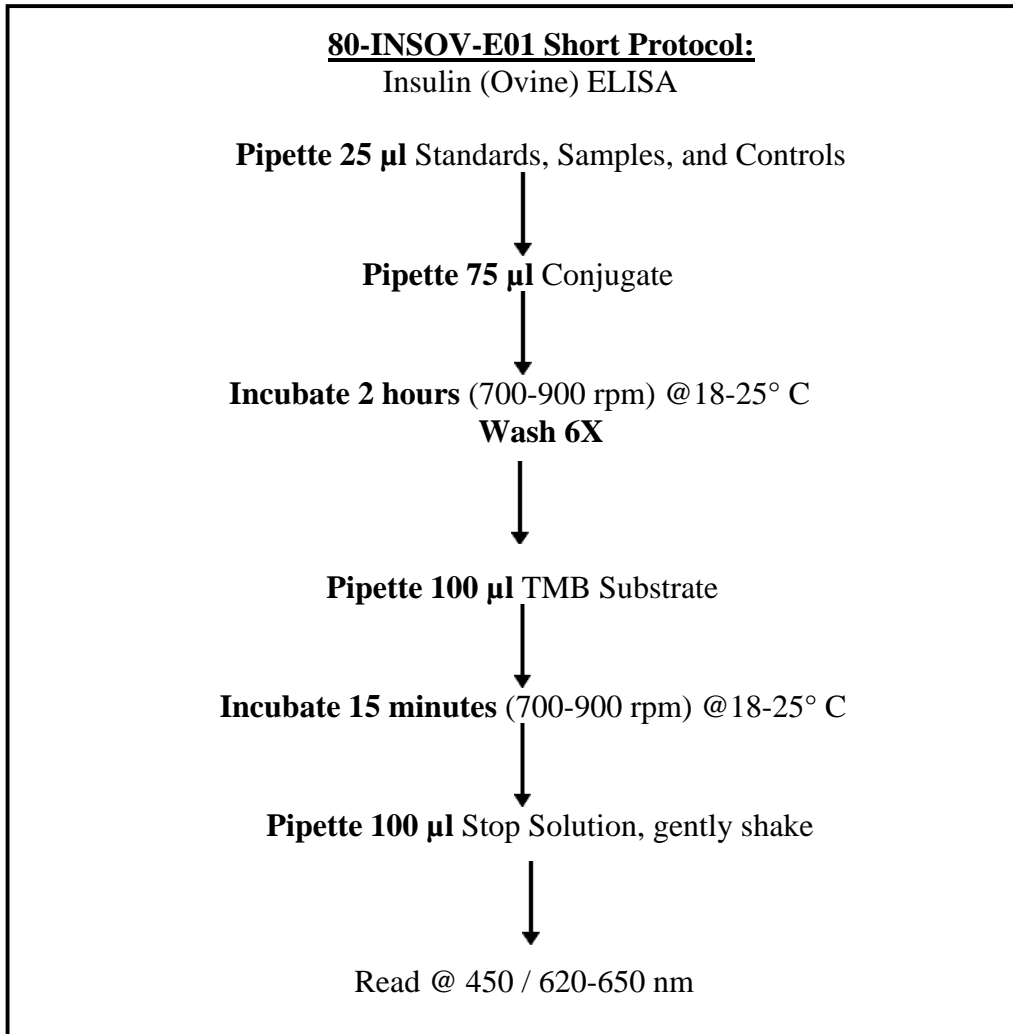 80-INSOV-E01 Short Protocol:
Insulin (Ovine) ELISA
Pipette 25 µl Standards, Samples, and Controls
Pipette 75 µl Conjugate
Incubate 2 hours (700-900 rpm) @18-25° C
Wash 6X
Pipette 100 µl TMB Substrate
Incubate 15 minutes (700-900 rpm) @18-25° C
Pipette 100 µl Stop Solution, gently shake
Read @ 450 / 620-650 nm